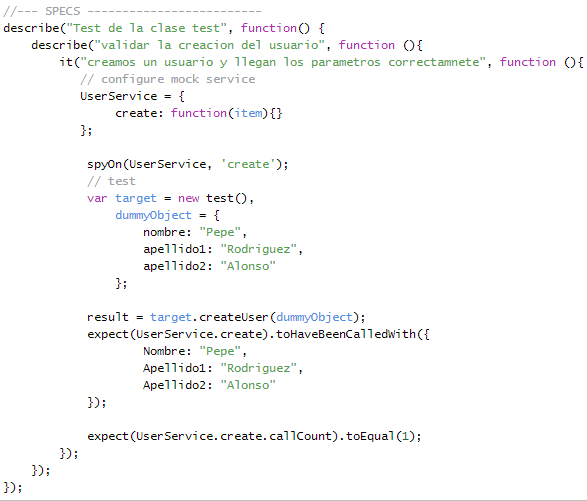 //--- SPECS -------------------------
describe("Test de la clase test", function() {
    describe("validar la creacion del usuario", function (){
        it("creamos un usuario y llegan los parametros correctamnete", function (){
           // configure mock service
           UserService = {
                create: function(item){}
           };

            spyOn(UserService, 'create');
            // test
            var target = new test(),
                dummyObject = {
                    nombre: "Pepe",
                    apellido1: "Rodriguez",
                    apellido2: "Alonso"
                };

            result = target.createUser(dummyObject);
            expect(UserService.create).toHaveBeenCalledWith({
                    Nombre: "Pepe",
                    Apellido1: "Rodriguez",
                    Apellido2: "Alonso"
            });

            expect(UserService.create.callCount).toEqual(1);
        });
    });
});